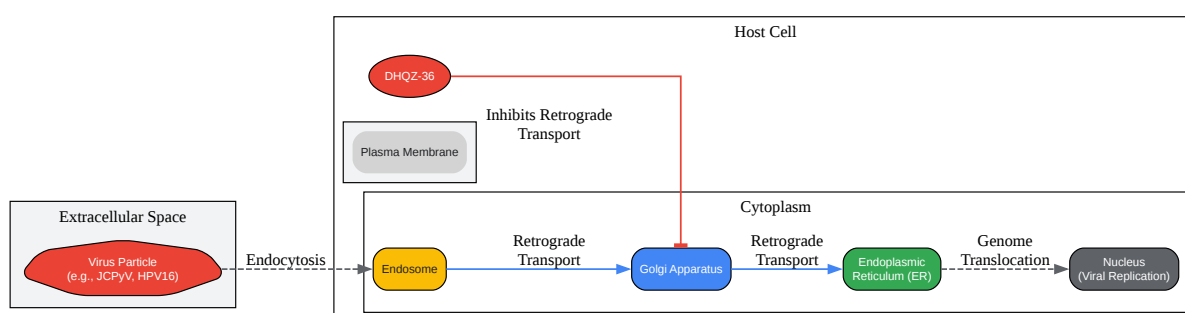 Host Cell
DHQZ-36
Inhibits Retrograde
Transport
Plasma Membrane
Extracellular Space
Cytoplasm
Virus Particle
(e.g., JCPyV, HPV16)
Endocytosis
Endosome
Retrograde
Transport
Golgi Apparatus
Retrograde
Transport
Endoplasmic
Reticulum (ER)
Genome
Translocation
Nucleus
(Viral Replication)